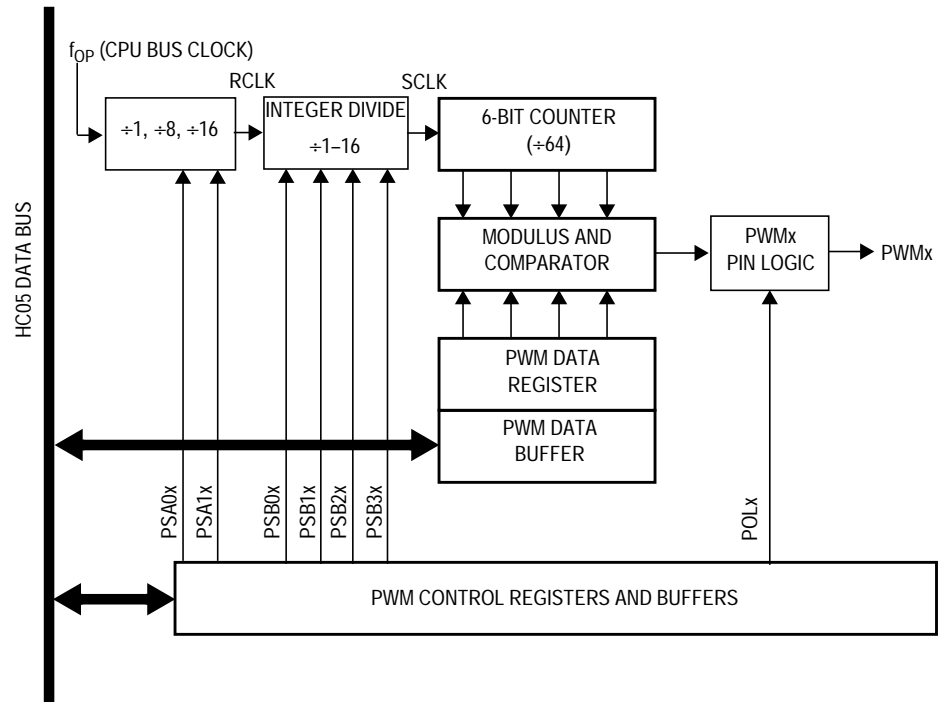 f_OP (CPU BUS CLOCK)
RCLK
SCLK
÷1, ÷8, ÷16
INTEGER DIVIDE
÷1–16
6-BIT COUNTER
(÷64)
MODULUS AND
COMPARATOR
PWMx
PIN LOGIC
PWMx
HC05 DATA BUS
PWM DATA
REGISTER
PWM DATA
BUFFER
PSA0x
PSA1x
PSB0x
PSB1x
PSB2x
PSB3x
POLx
PWM CONTROL REGISTERS AND BUFFERS